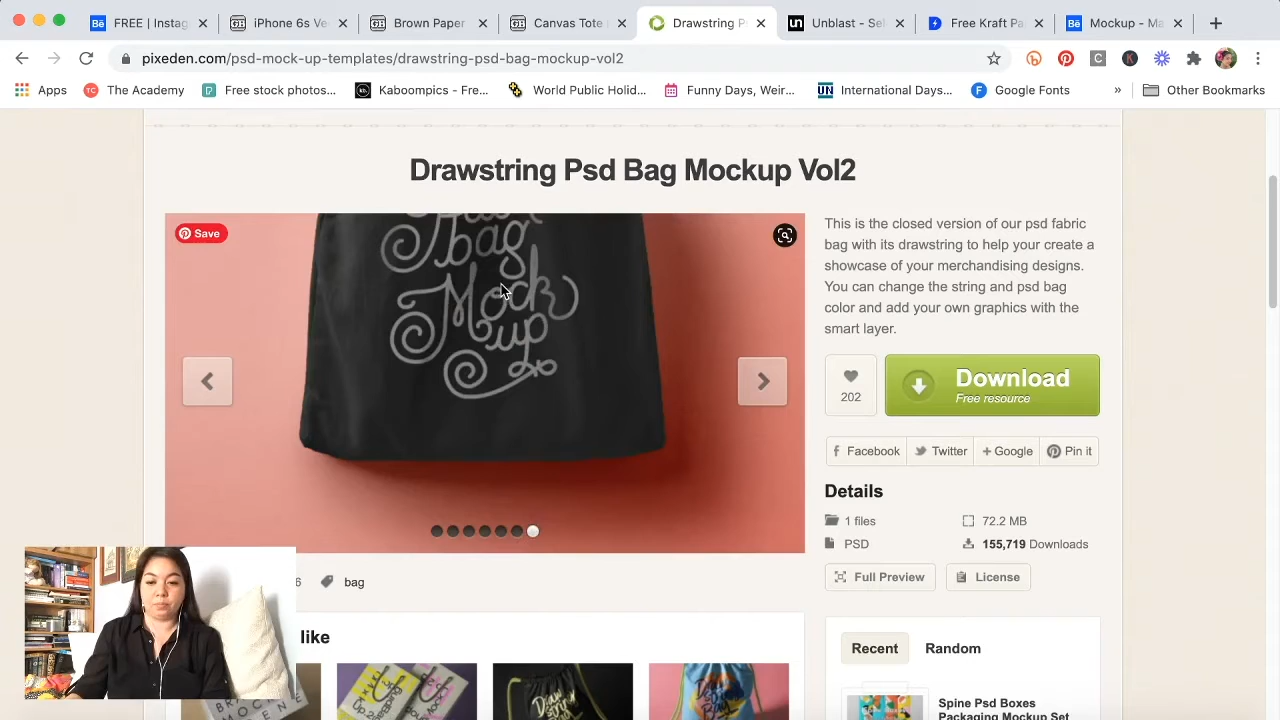 FREE | Instag
iPhone 6s Ve
Brown Paper
Canvas Tote |
Drawstring P
Unblast - Sel
Free Kraft Pa
Mockup - Ma
pixeden.com/psd-mock-up-templates/drawstring-psd-bag-mockup-vol2
Apps
The Academy
Free stock photos...
Kaboompics - Fre...
World Public Holid...
Funny Days, Weir...
International Days...
Google Fonts
»
Other Bookmarks
Drawstring Psd Bag Mockup Vol2
Save
bag
Mock
up
This is the closed version of our psd fabric
bag with its drawstring to help your create a
showcase of your merchandising designs.
You can change the string and psd bag
color and add your own graphics with the
smart layer.
202
Download
Free resource
Facebook
Twitter
+ Google
Pin it
Details
1 files
72.2 MB
PSD
155,719 Downloads
Full Preview
License
6
bag
like
Recent
Random
Spine Psd Boxes
Packaging Mockup Set